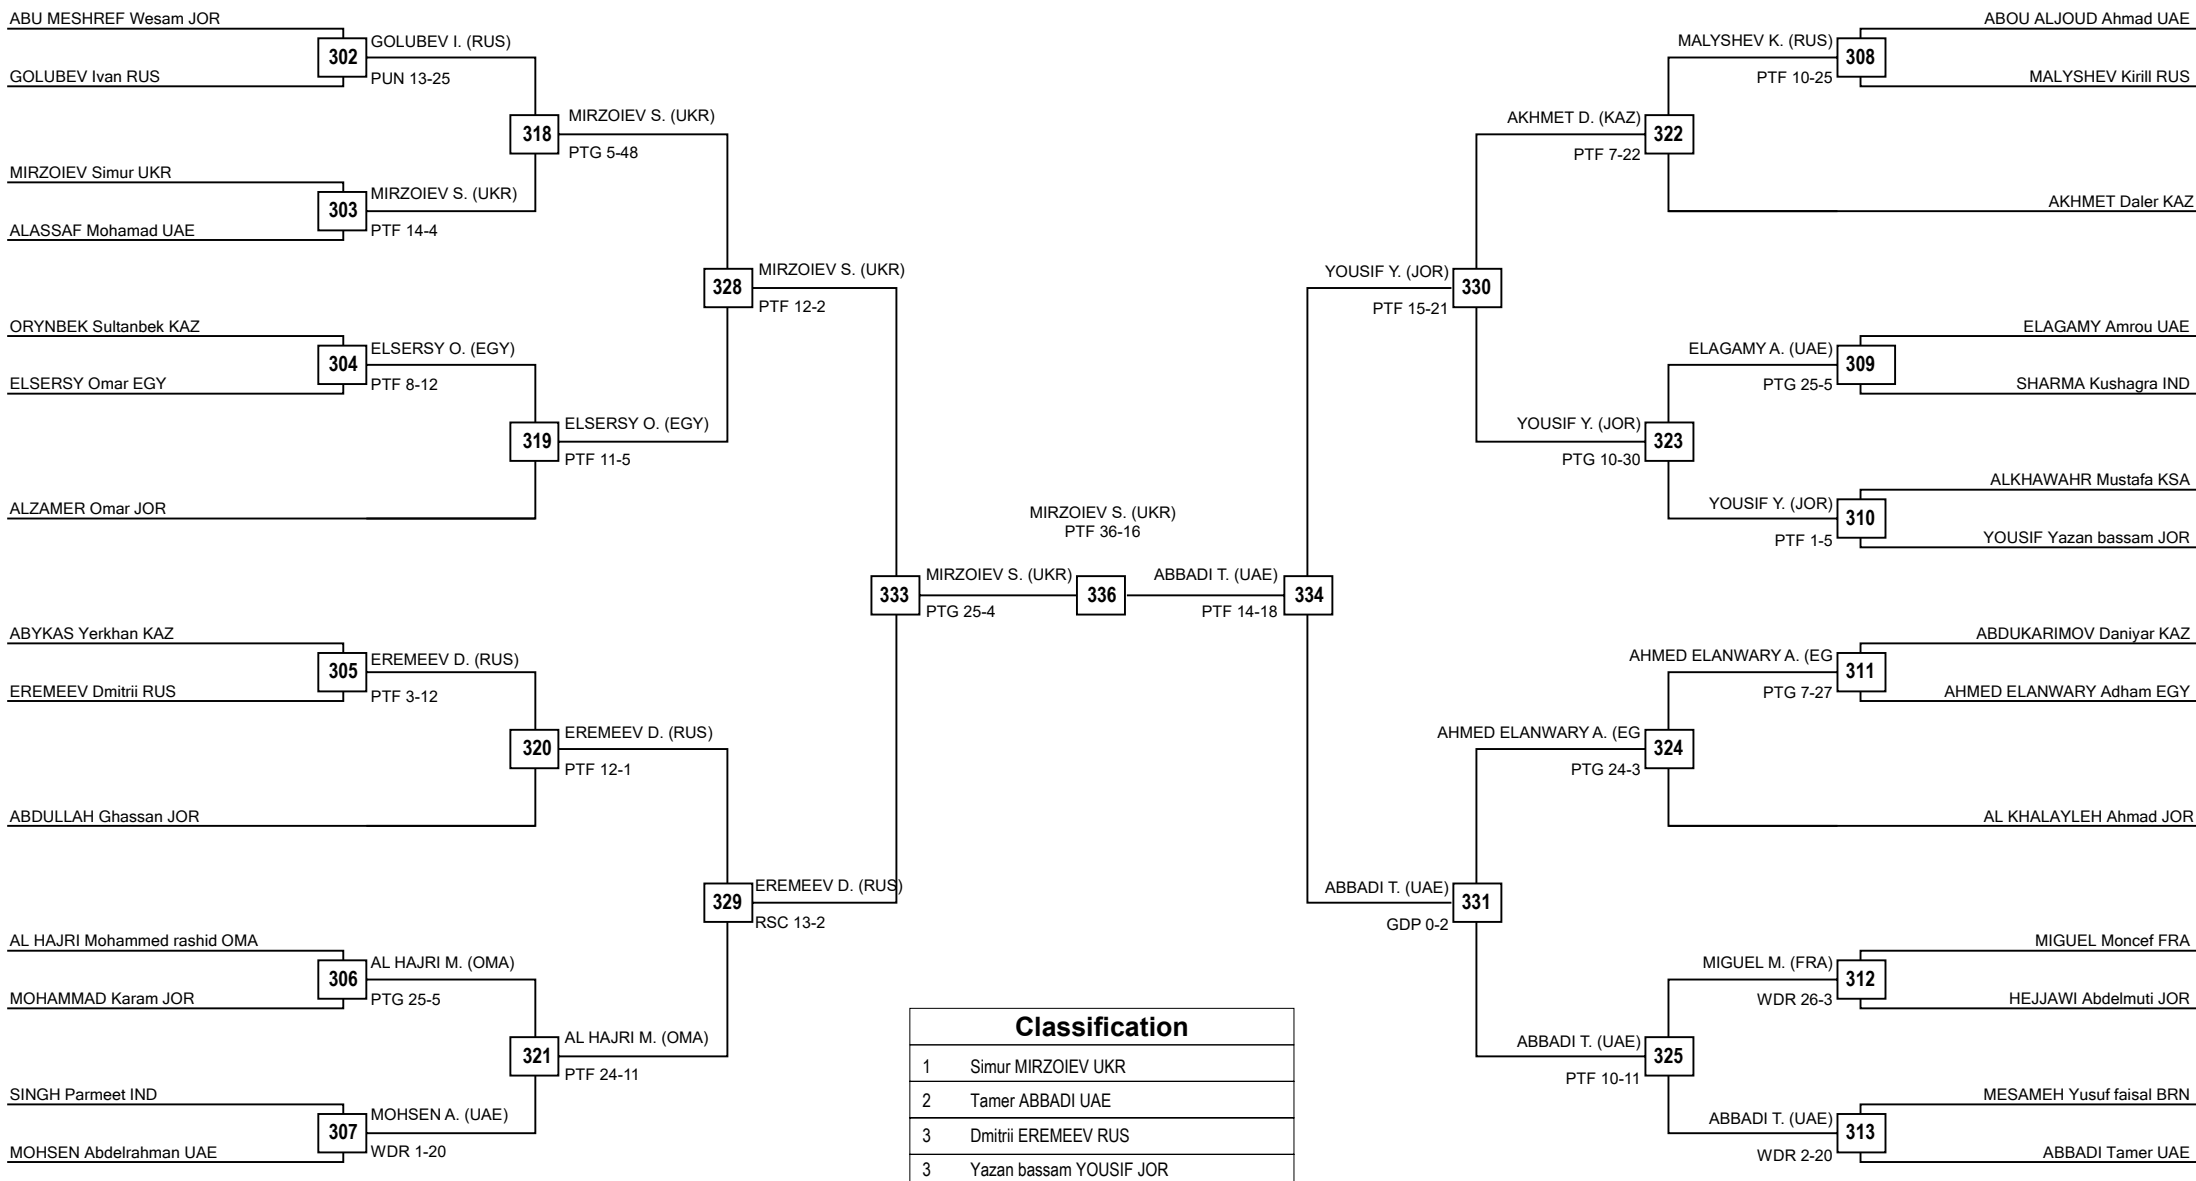 ABU MESHREF Wesam JOR
302
GOLUBEV I. (RUS)
GOLUBEV Ivan RUS
PUN 13-25
318
MIRZOIEV S. (UKR)
PTG 5-48
MIRZOIEV Simur UKR
303
MIRZOIEV S. (UKR)
ALASSAF Mohamad UAE
PTF 14-4
328
MIRZOIEV S. (UKR)
PTF 12-2
ORYNBEK Sultanbek KAZ
304
ELSERSY O. (EGY)
ELSERSY Omar EGY
PTF 8-12
319
ELSERSY O. (EGY)
PTF 11-5
ALZAMER Omar JOR
333
MIRZOIEV S. (UKR)
PTG 25-4
ABYKAS Yerkhan KAZ
305
EREMEEV D. (RUS)
EREMEEV Dmitrii RUS
PTF 3-12
320
EREMEEV D. (RUS)
PTF 12-1
ABDULLAH Ghassan JOR
329
EREMEEV D. (RUS)
RSC 13-2
AL HAJRI Mohammed rashid OMA
306
AL HAJRI M. (OMA)
MOHAMMAD Karam JOR
PTG 25-5
321
AL HAJRI M. (OMA)
PTF 24-11
SINGH Parmeet IND
307
MOHSEN A. (UAE)
MOHSEN Abdelrahman UAE
WDR 1-20
MIRZOIEV S. (UKR)
PTF 36-16
336
ABOU ALJOUD Ahmad UAE
MALYSHEV K. (RUS)
308
PTF 10-25
MALYSHEV Kirill RUS
AKHMET D. (KAZ)
322
PTF 7-22
AKHMET Daler KAZ
YOUSIF Y. (JOR)
330
PTF 15-21
ELAGAMY Amrou UAE
ELAGAMY A. (UAE)
309
PTG 25-5
SHARMA Kushagra IND
YOUSIF Y. (JOR)
323
PTG 10-30
ALKHAWAHR Mustafa KSA
YOUSIF Y. (JOR)
310
PTF 1-5
YOUSIF Yazan bassam JOR
ABBADI T. (UAE)
334
PTF 14-18
ABDUKARIMOV Daniyar KAZ
AHMED ELANWARY A. (EG
311
PTG 7-27
AHMED ELANWARY Adham EGY
AHMED ELANWARY A. (EG
324
PTG 24-3
AL KHALAYLEH Ahmad JOR
ABBADI T. (UAE)
331
GDP 0-2
MIGUEL Moncef FRA
MIGUEL M. (FRA)
312
WDR 26-3
HEJJAWI Abdelmuti JOR
ABBADI T. (UAE)
325
PTF 10-11
MESAMEH Yusuf faisal BRN
ABBADI T. (UAE)
313
WDR 2-20
ABBADI Tamer UAE
Classification
1 Simur MIRZOIEV UKR
2 Tamer ABBADI UAE
3 Dmitrii EREMEEV RUS
3 Yazan bassam YOUSIF JOR